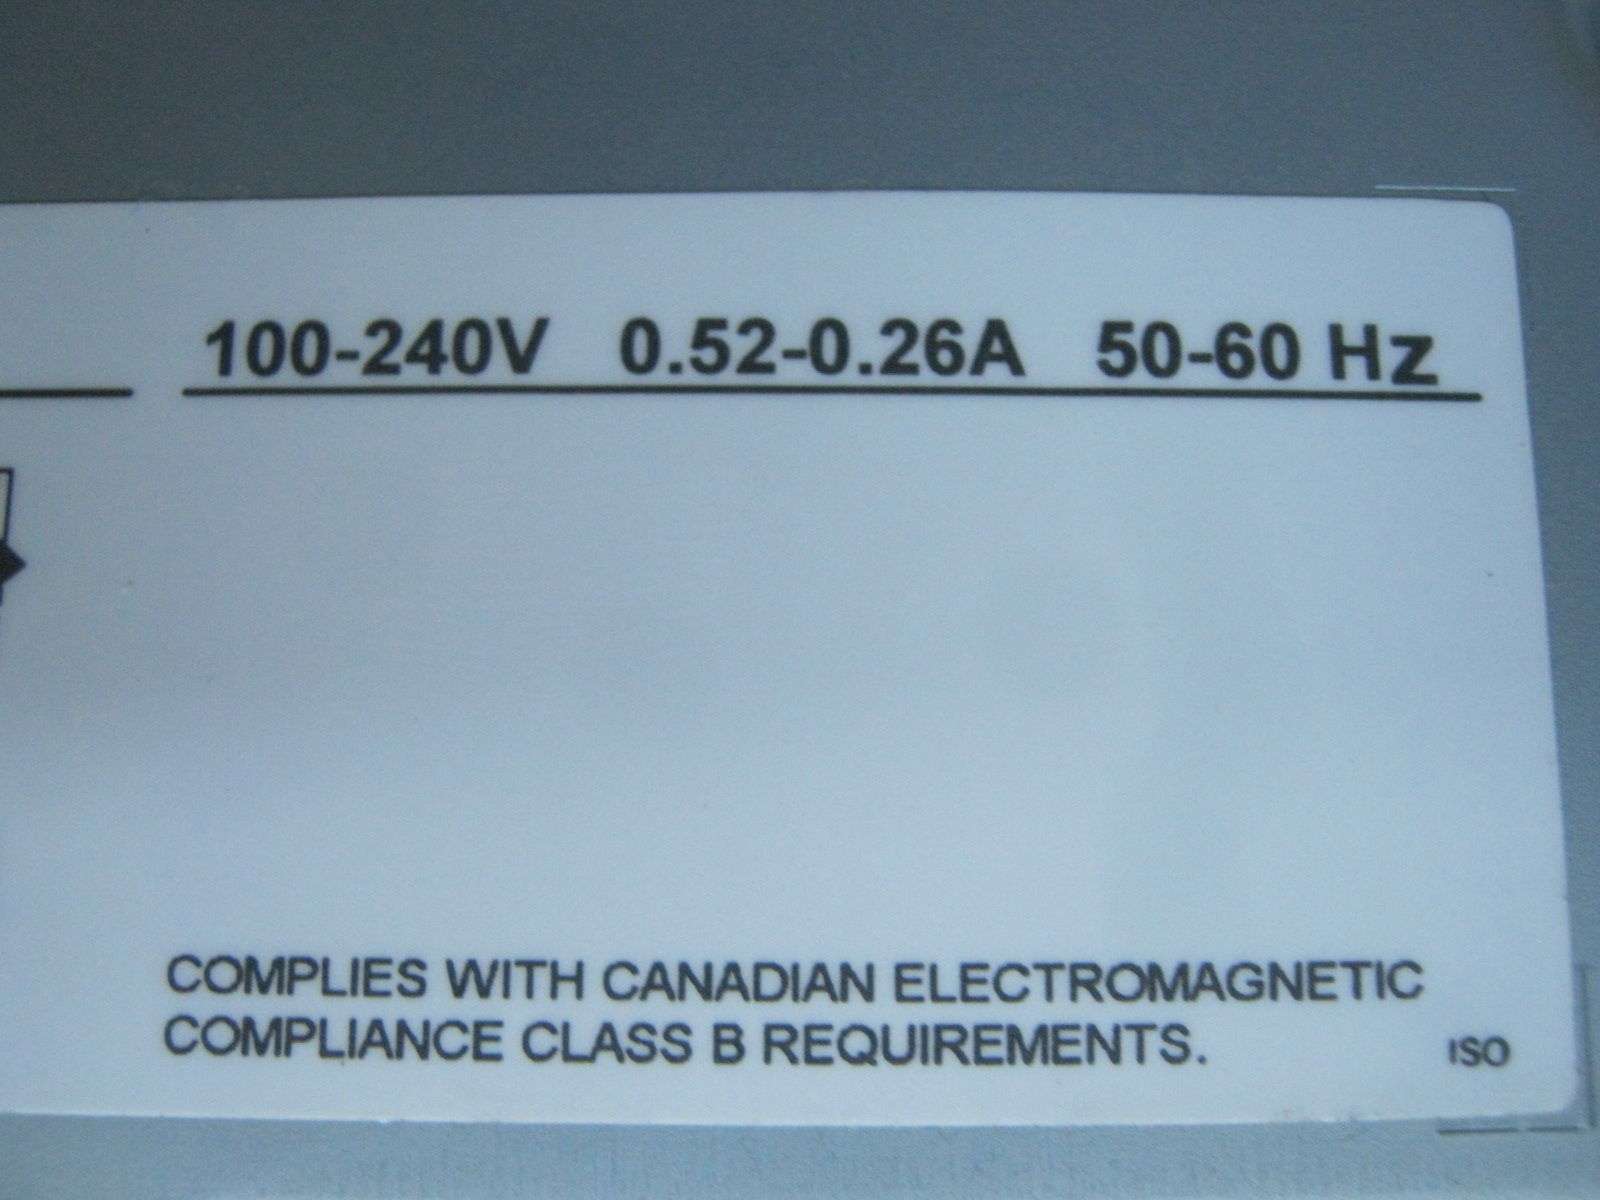 100-240V 0.52-0.26A 50-60 Hz
COMPLIES WITH CANADIAN ELECTROMAGNETIC
COMPLIANCE CLASS B REQUIREMENTS.
ISO